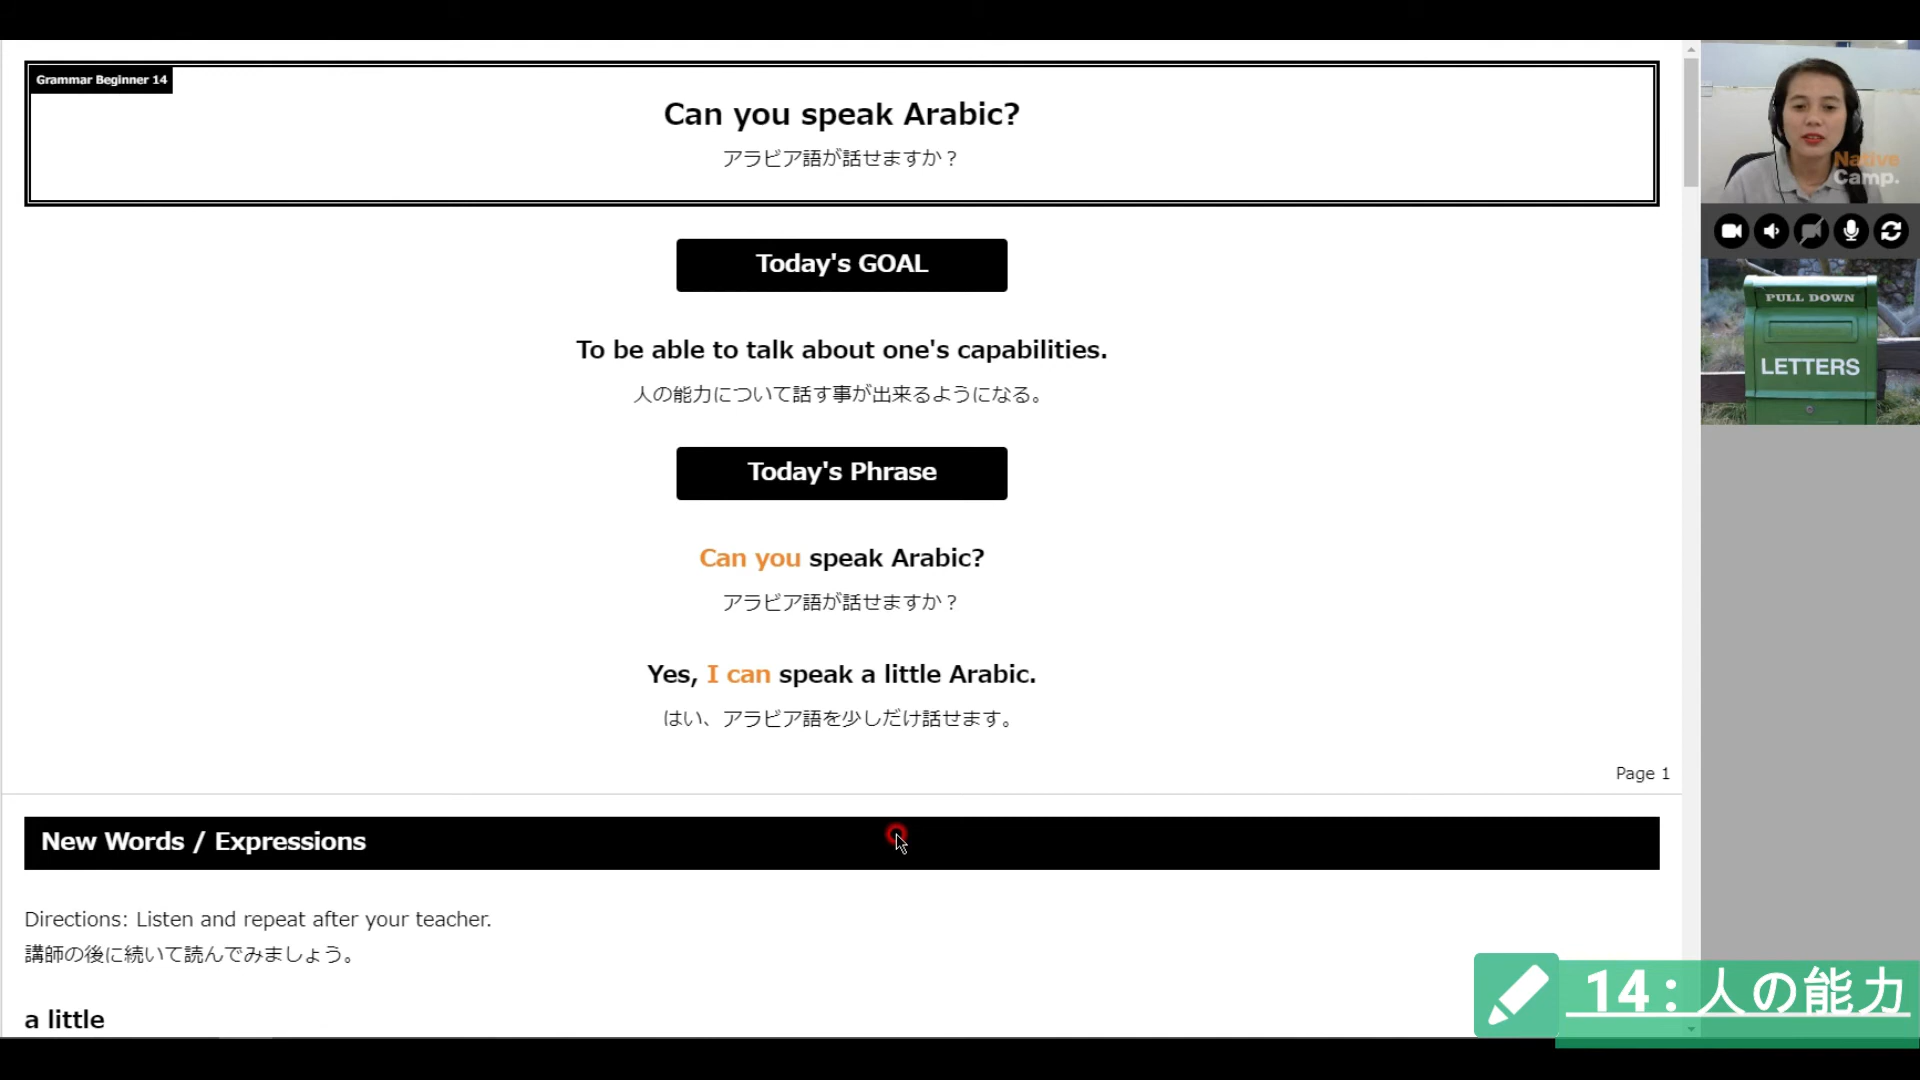 Grammar Beginner 14
Can you speak Arabic?
アラビア語が話せますか？
Today's GOAL
To be able to talk about one's capabilities.
人の能力について話す事が出来るようになる。
Today's Phrase
Can you speak Arabic?
アラビア語が話せますか？
Yes, I can speak a little Arabic.
はい、アラビア語を少しだけ話せます。
Page 1
New Words / Expressions
Directions: Listen and repeat after your teacher.
講師の後に続いて読んでみましょう。
a little
Native
Camp.
PULL DOWN
LETTERS
14：人の能力